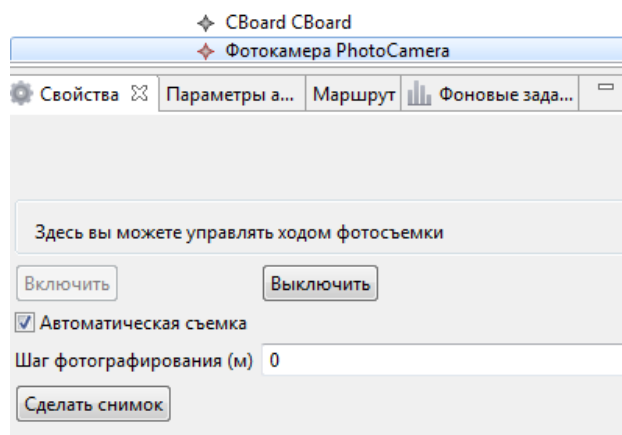 CBoard CBoard
Фотокамера PhotoCamera
Свойства Параметры а... Маршрут Фоновые зада...
Здесь вы можете управлять ходом фотосъемки
Включить Выключить
Автоматическая съемка
Шаг фотографирования (м) 0
Сделать снимок